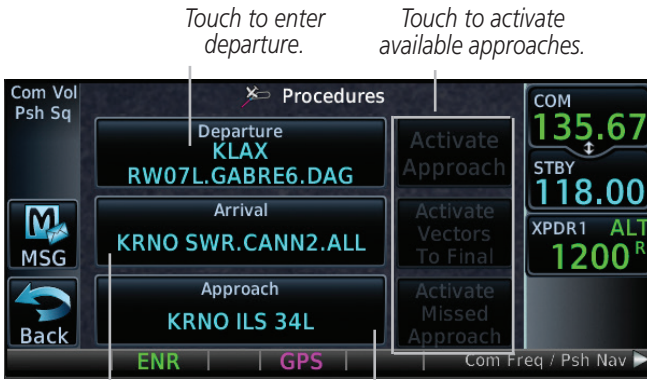 Touch to enter
departure.
Touch to activate
available approaches.
Com Vol
Psh Sq
Procedures
Departure
KLAX
RW07L.GABRE6.DAG
Activate
Approach
COM
135.67
STBY
118.00
MSG
Arrival
KRNO SWR.CANN2.ALL
Activate
Vectors
To Final
XPDR1 ALT
1200 R
Back
Approach
KRNO ILS 34L
Activate
Missed
Approach
ENR
GPS
Com Freq / Psh Nav